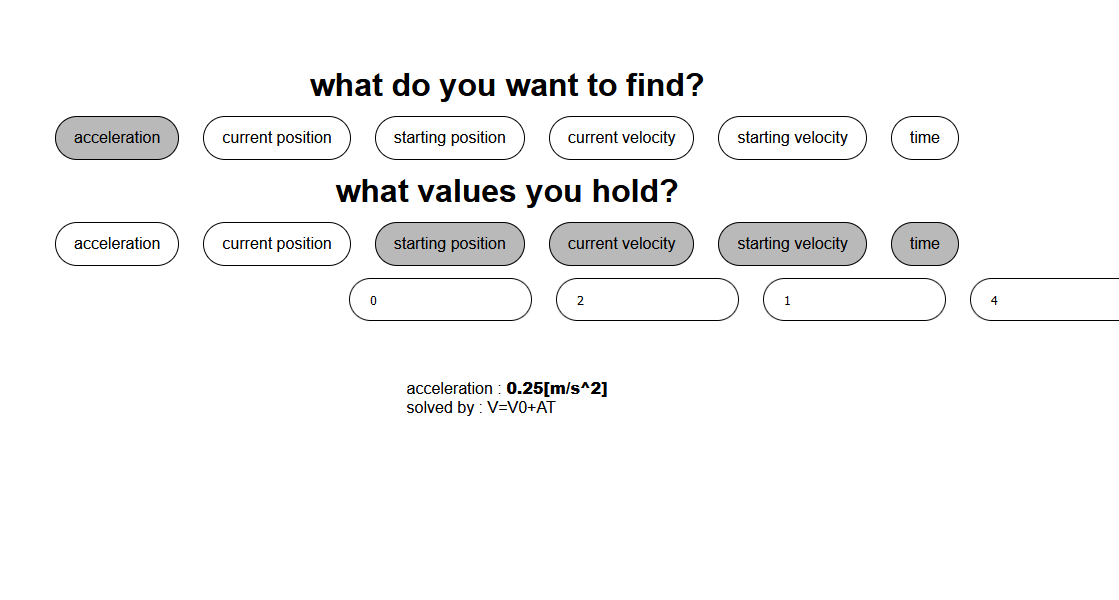 what do you want to find?
acceleration current position starting position current velocity starting velocity time
what values you hold?
acceleration current position starting position current velocity starting velocity time
0 2 1 4
acceleration : 0.25[m/s^2]
solved by : V=V0+AT